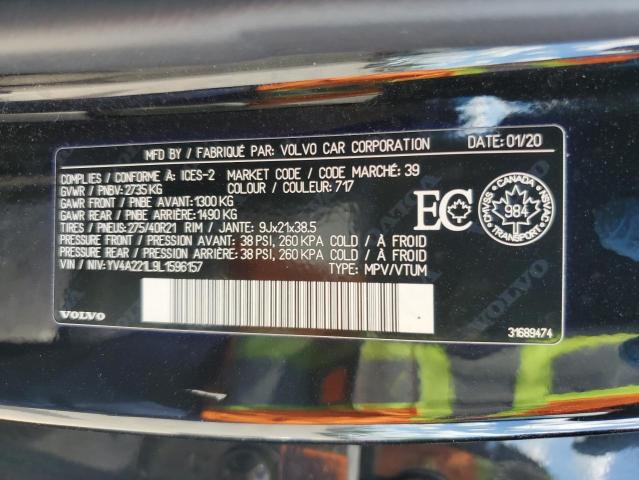 MFD BY / FABRIQUÉ PAR: VOLVO CAR CORPORATION DATE: 01/20
COMPLIES / CONFORME À: ICES-2 MARKET CODE / CODE MARCHÉ: 39
GVWR / PNBV: 2735 KG COLOUR / COULEUR: 717
GAWR FRONT / PNBE AVANT: 1300 KG
GAWR REAR / PNBE ARRIÈRE: 1490 KG
TIRES / PNEUS: 275/40R21 RIM / JANTE: 9Jx21x38.5
PRESSURE FRONT / PRESSION AVANT: 38 PSI, 260 KPA COLD / À FROID
PRESSURE REAR / PRESSION ARRIÈRE: 38 PSI, 260 KPA COLD / À FROID
VIN / NIV: YV4A221L9L1596157 TYPE: MPV/VTUM
EC
CANADA
984
TRANSPORT
SMVSS
NSVAC
VOLVO
31689474